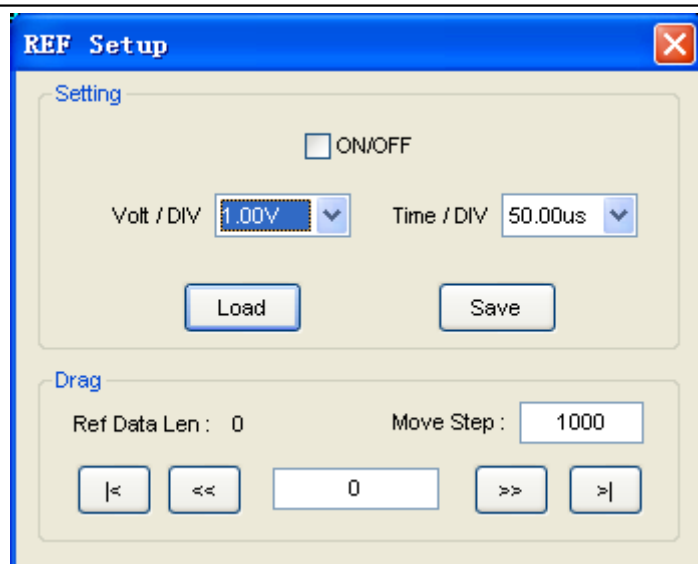 REF Setup
Setting
ON/OFF
Volt / DIV 1.00V Time / DIV 50.00us
Load Save
Drag
Ref Data Len : 0 Move Step : 1000
|< << 0 >> >|